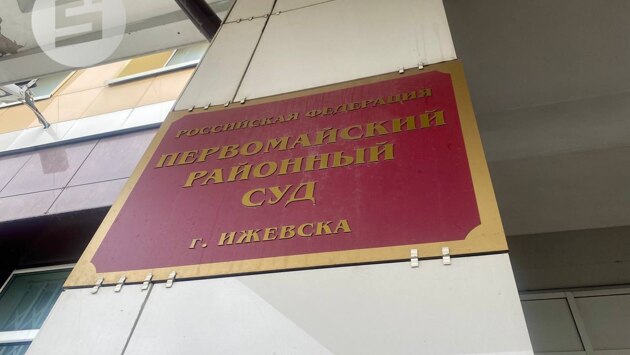 РОССИЙСКАЯ ФЕДЕРАЦИЯ
ПЕРВОМАЙСКИЙ
РАЙОННЫЙ
СУД
г. ИЖЕВСКА